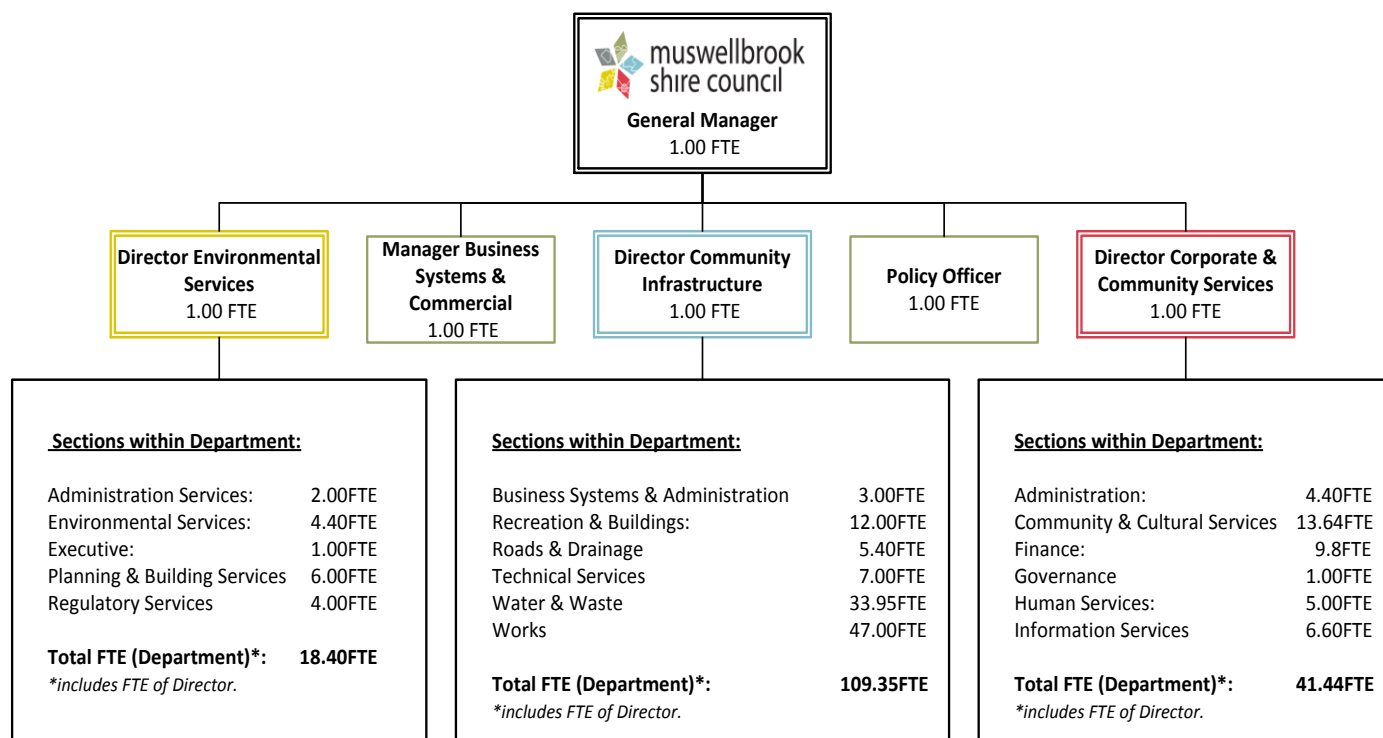 muswellbrook
shire council
General Manager
1.00 FTE
Director Environmental
Services
1.00 FTE
Manager Business
Systems &
Commercial
1.00 FTE
Director Community
Infrastructure
1.00 FTE
Policy Officer
1.00 FTE
Director Corporate &
Community Services
1.00 FTE
Sections within Department:
Administration Services: 2.00FTE
Environmental Services: 4.40FTE
Executive: 1.00FTE
Planning & Building Services 6.00FTE
Regulatory Services 4.00FTE
Total FTE (Department)*: 18.40FTE
*includes FTE of Director.
Sections within Department:
Business Systems & Administration 3.00FTE
Recreation & Buildings: 12.00FTE
Roads & Drainage 5.40FTE
Technical Services 7.00FTE
Water & Waste 33.95FTE
Works 47.00FTE
Total FTE (Department)*: 109.35FTE
*includes FTE of Director.
Sections within Department:
Administration: 4.40FTE
Community & Cultural Services 13.64FTE
Finance: 9.8FTE
Governance 1.00FTE
Human Services: 5.00FTE
Information Services 6.60FTE
Total FTE (Department)*: 41.44FTE
*includes FTE of Director.